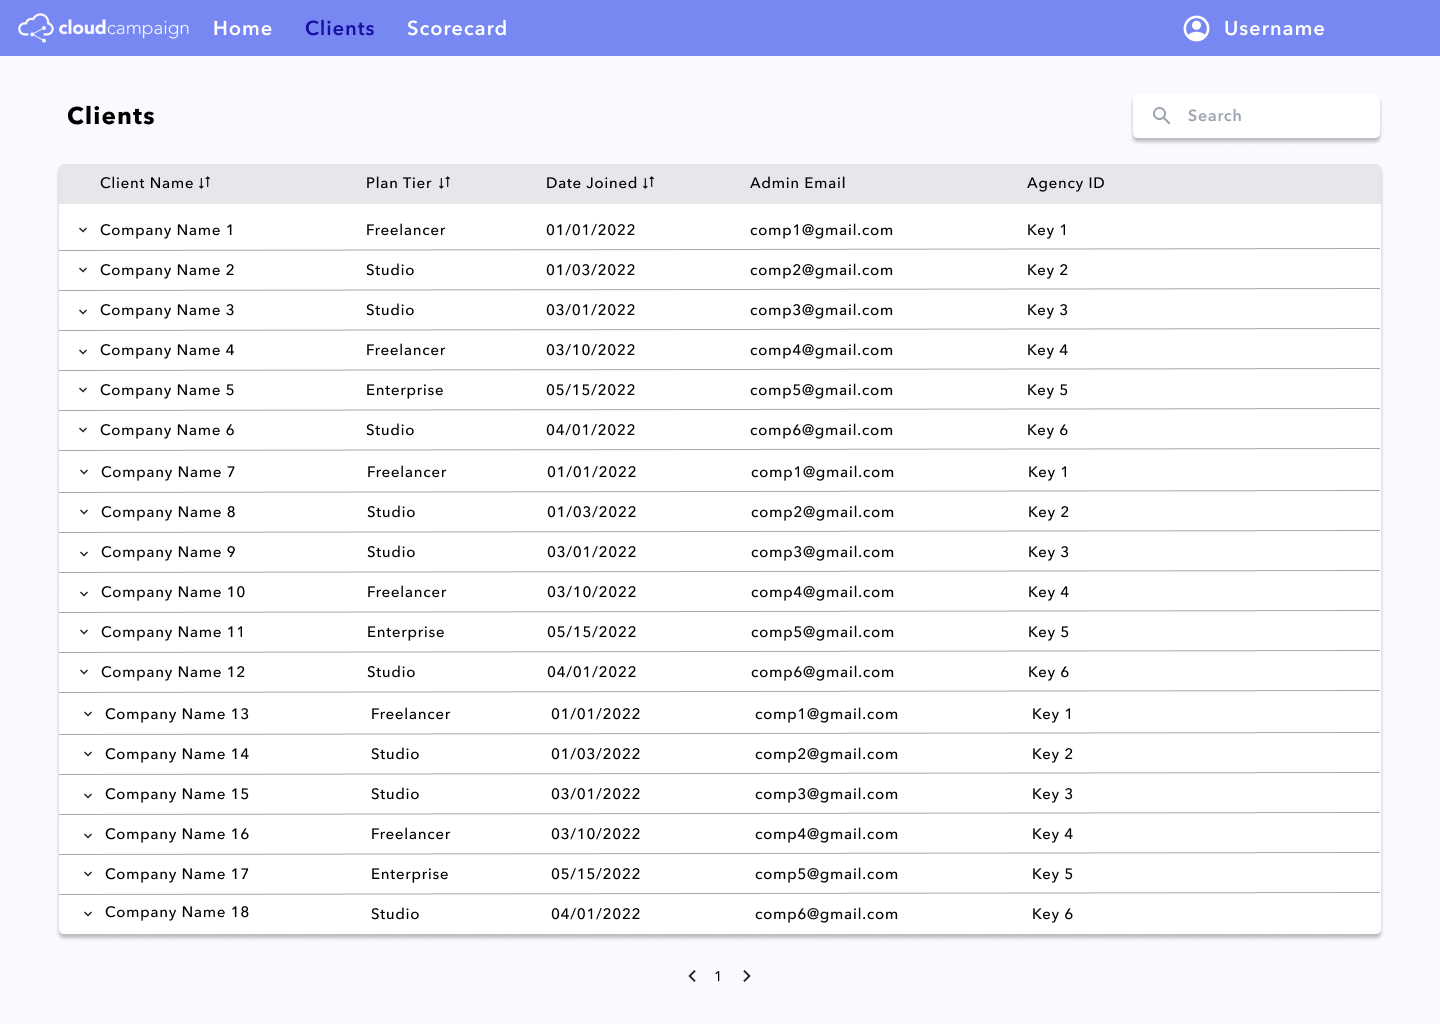 cloudcampaign Home Clients Scorecard Username
Clients Search
Client Name Plan Tier Date Joined Admin Email Agency ID
Company Name 1 Freelancer 01/01/2022 comp1@gmail.com Key 1
Company Name 2 Studio 01/03/2022 comp2@gmail.com Key 2
Company Name 3 Studio 03/01/2022 comp3@gmail.com Key 3
Company Name 4 Freelancer 03/10/2022 comp4@gmail.com Key 4
Company Name 5 Enterprise 05/15/2022 comp5@gmail.com Key 5
Company Name 6 Studio 04/01/2022 comp6@gmail.com Key 6
Company Name 7 Freelancer 01/01/2022 comp1@gmail.com Key 1
Company Name 8 Studio 01/03/2022 comp2@gmail.com Key 2
Company Name 9 Studio 03/01/2022 comp3@gmail.com Key 3
Company Name 10 Freelancer 03/10/2022 comp4@gmail.com Key 4
Company Name 11 Enterprise 05/15/2022 comp5@gmail.com Key 5
Company Name 12 Studio 04/01/2022 comp6@gmail.com Key 6
Company Name 13 Freelancer 01/01/2022 comp1@gmail.com Key 1
Company Name 14 Studio 01/03/2022 comp2@gmail.com Key 2
Company Name 15 Studio 03/01/2022 comp3@gmail.com Key 3
Company Name 16 Freelancer 03/10/2022 comp4@gmail.com Key 4
Company Name 17 Enterprise 05/15/2022 comp5@gmail.com Key 5
Company Name 18 Studio 04/01/2022 comp6@gmail.com Key 6
1